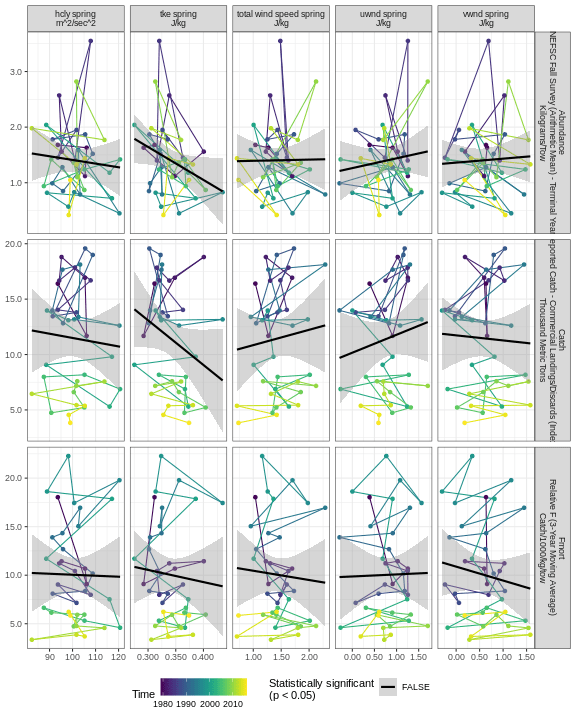 hcly spring
m^2/sec^2
tke spring
J/kg
total wind speed spring
J/kg
uwnd spring
J/kg
vwnd spring
J/kg
3.0
2.0
1.0
Abundance
NEFSC Fall Survey (Arithmetic Mean) - Terminal Year
Kilograms/Tow
20.0
15.0
10.0
5.0
Catch
eported Catch - Commercial Landings/Discards (Inde
Thousand Metric Tons
20.0
15.0
10.0
5.0
Fmort
Relative F (3-Year Moving Average)
Catch/1000/kg/tow
90 100 110 120
0.300 0.350 0.400
1.00 1.50 2.00
0.00 0.50 1.00 1.50
0.00 0.50 1.00 1.50
Time
1980 1990 2000 2010
Statistically significant
(p < 0.05)
FALSE